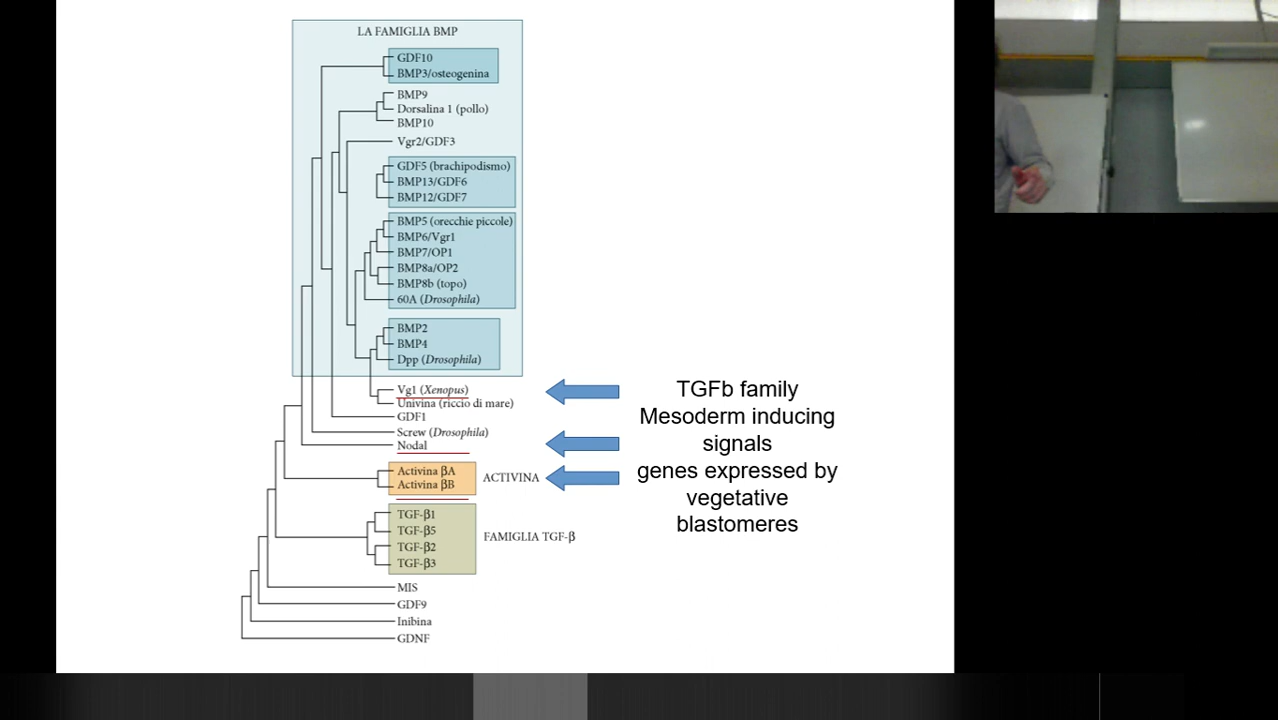 LA FAMIGLIA BMP
GDF10
BMP3/osteogenina
BMP9
Dorsalina 1 (pollo)
BMP10
Vgr2/GDF3
GDF5 (brachipodismo)
BMP13/GDF6
BMP12/GDF7
BMP5 (orecchie piccole)
BMP6/Vgr1
BMP7/OP1
BMP8a/OP2
BMP8b (topo)
60A (Drosophila)
BMP2
BMP4
Dpp (Drosophila)
Vg1 (Xenopus)
Univina (riccio di mare)
GDF1
Screw (Drosophila)
Nodal
Activina βA
Activina βB
ACTIVINA
TGF-β1
TGF-β5
TGF-β2
TGF-β3
FAMIGLIA TGF-β
MIS
GDF9
Inibina
GDNF
TGFb family
Mesoderm inducing
signals
genes expressed by
vegetative
blastomeres